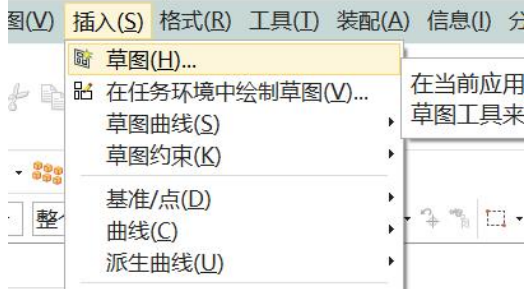 图(V) 插入(S) 格式(R) 工具(T) 装配(A) 信息(I) 分
草图(H)...
在任务环境中绘制草图(V)...
草图曲线(S)
草图约束(K)
基准/点(D)
曲线(C)
派生曲线(U)
在当前应用
草图工具来
整